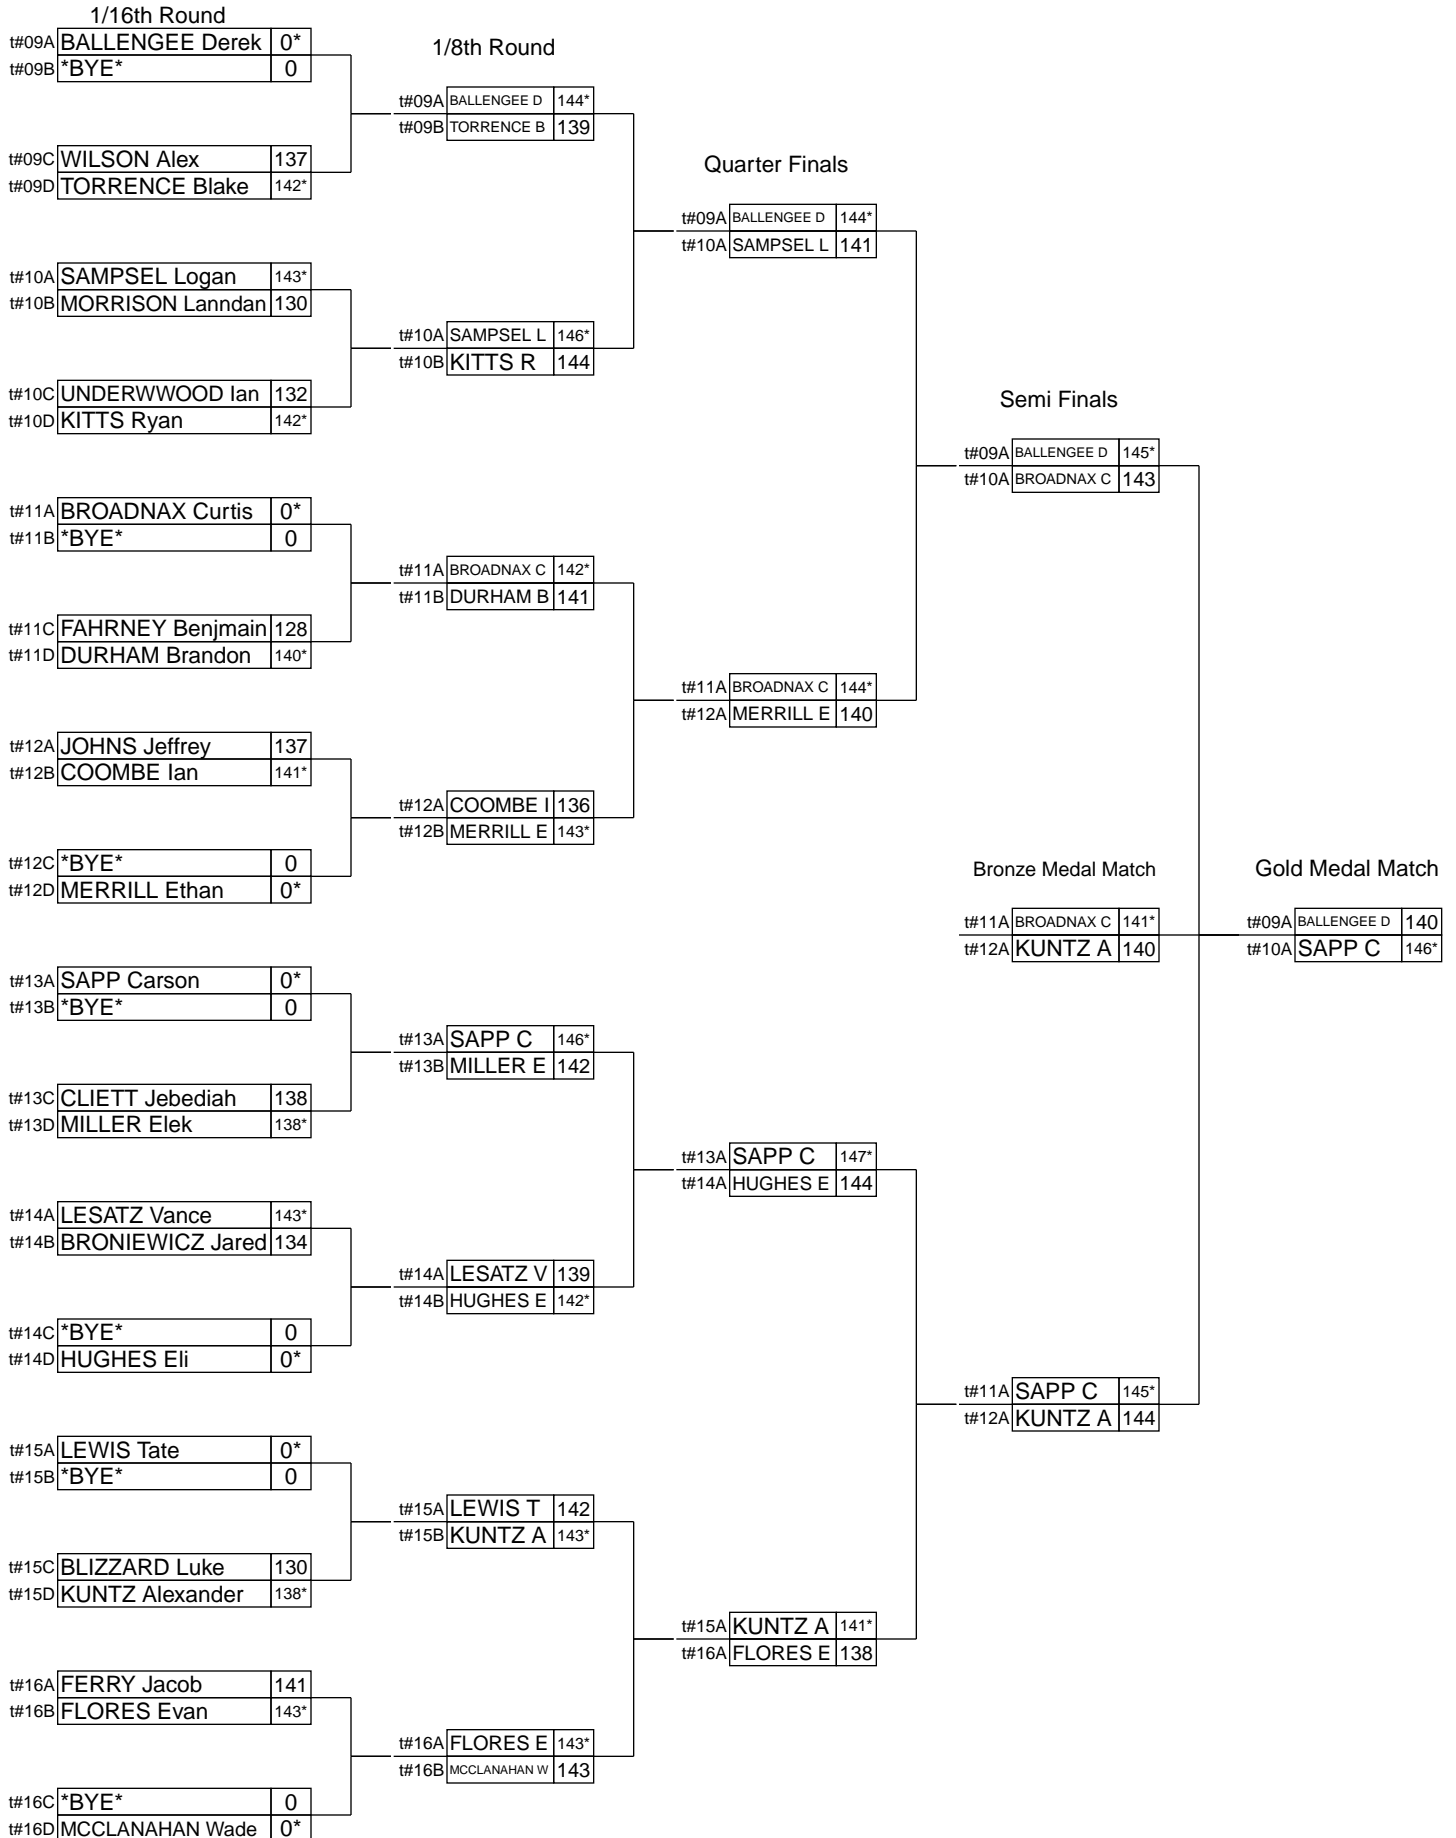 1/16th Round
t#09A BALLENGEE Derek 0*
t#09B *BYE* 0
t#09C WILSON Alex 137
t#09D TORRENCE Blake 142*
t#10A SAMPSEL Logan 143*
t#10B MORRISON Lanndan 130
t#10C UNDERWWOOD Ian 132
t#10D KITTS Ryan 142*
t#11A BROADNAX Curtis 0*
t#11B *BYE* 0
t#11C FAHRNEY Benjmain 128
t#11D DURHAM Brandon 140*
t#12A JOHNS Jeffrey 137
t#12B COOMBE Ian 141*
t#12C *BYE* 0
t#12D MERRILL Ethan 0*
t#13A SAPP Carson 0*
t#13B *BYE* 0
t#13C CLIETT Jebediah 138
t#13D MILLER Elek 138*
t#14A LESATZ Vance 143*
t#14B BRONIEWICZ Jared 134
t#14C *BYE* 0
t#14D HUGHES Eli 0*
t#15A LEWIS Tate 0*
t#15B *BYE* 0
t#15C BLIZZARD Luke 130
t#15D KUNTZ Alexander 138*
t#16A FERRY Jacob 141
t#16B FLORES Evan 143*
t#16C *BYE* 0
t#16D MCCLANAHAN Wade 0*
1/8th Round
t#09A BALLENGEE D 144*
t#09B TORRENCE B 139
t#10A SAMPSEL L 146*
t#10B KITTS R 144
t#11A BROADNAX C 142*
t#11B DURHAM B 141
t#12A COOMBE I 136
t#12B MERRILL E 143*
t#13A SAPP C 146*
t#13B MILLER E 142
t#14A LESATZ V 139
t#14B HUGHES E 142*
t#15A LEWIS T 142
t#15B KUNTZ A 143*
t#16A FLORES E 143*
t#16B MCCLANAHAN W 143
Quarter Finals
t#09A BALLENGEE D 144*
t#10A SAMPSEL L 141
t#11A BROADNAX C 144*
t#12A MERRILL E 140
t#13A SAPP C 147*
t#14A HUGHES E 144
t#15A KUNTZ A 141*
t#16A FLORES E 138
Semi Finals
t#09A BALLENGEE D 145*
t#10A BROADNAX C 143
t#11A SAPP C 145*
t#12A KUNTZ A 144
Bronze Medal Match
t#11A BROADNAX C 141*
t#12A KUNTZ A 140
Gold Medal Match
t#09A BALLENGEE D 140
t#10A SAPP C 146*